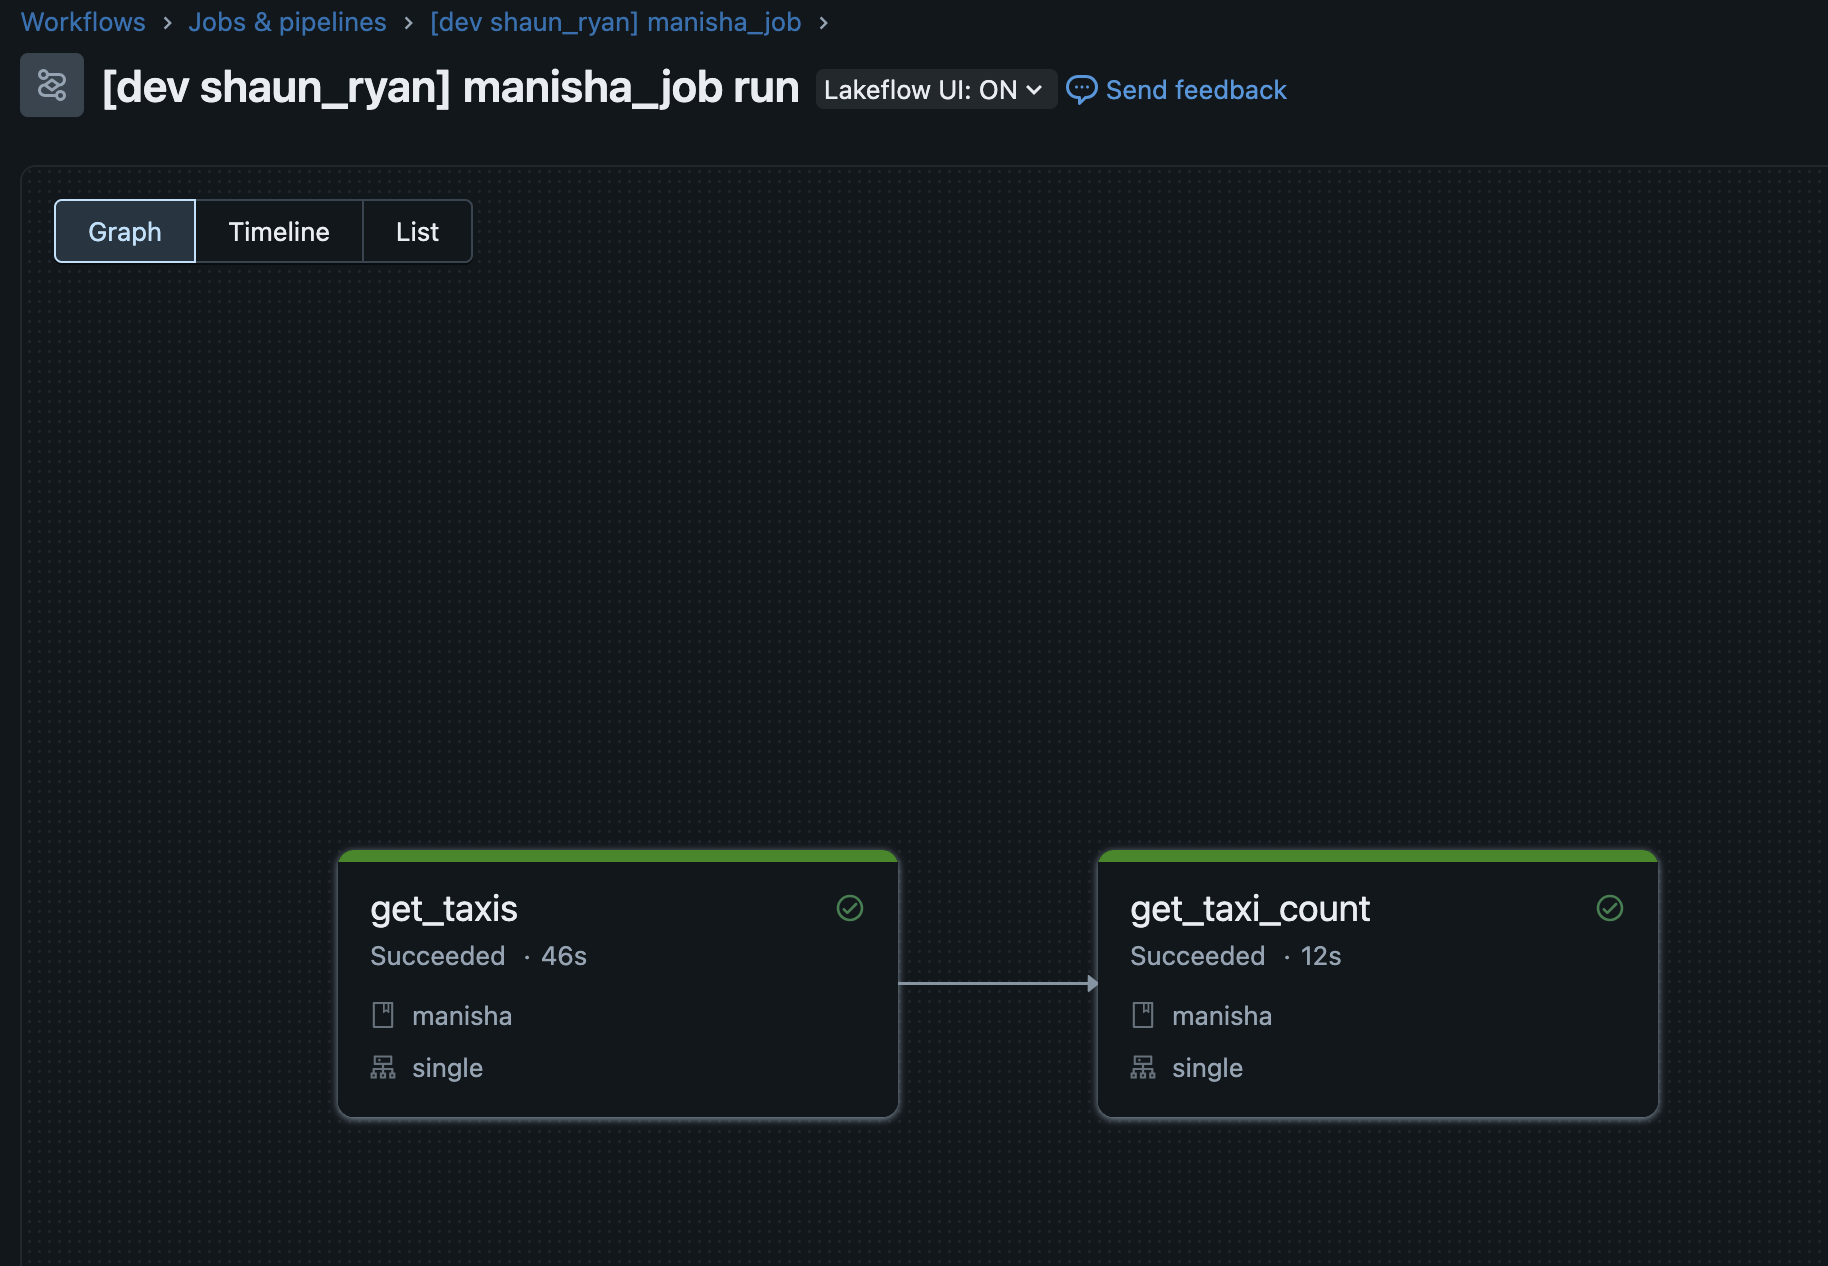 Workflows › Jobs & pipelines › [dev shaun_ryan] manisha_job ›
[dev shaun_ryan] manisha_job run Lakeflow UI: ON Send feedback
Graph Timeline List
get_taxis
Succeeded · 46s
manisha
single
get_taxi_count
Succeeded · 12s
manisha
single